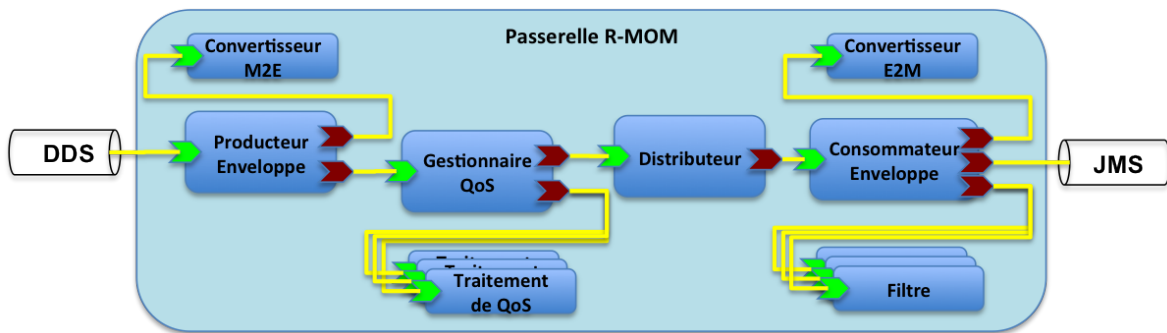 Passerelle R-MOM
Convertisseur
M2E
Convertisseur
E2M
DDS
Producteur
Enveloppe
Gestionnaire
QoS
Distributeur
Consommateur
Enveloppe
JMS
Traitement
de QoS
Filtre